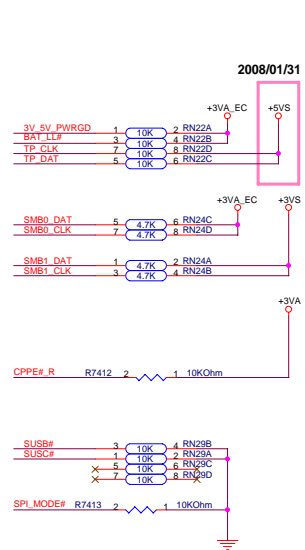 2008/01/31
+3VA_EC +5VS
3V_5V_PWRGD 1 10K 2 RN22A
BAT_LL# 3 10K 4 RN22B
TP_CLK 7 10K 8 RN22D
TP_DAT 5 10K 6 RN22C
+3VA_EC +3VS
SMB0_DAT 5 4.7K 6 RN24C
SMB0_CLK 7 4.7K 8 RN24D
SMB1_DAT 1 4.7K 2 RN24A
SMB1_CLK 3 4.7K 4 RN24B
+3VA
CPPE#_R R7412 2 1 10KOhm
SUSB# 3 10K 4 RN29B
SUSC# 1 10K 2 RN29A
5 10K 6 RN29C
7 10K 8 RN29D
SPI_MODE# R7413 2 1 10KOhm